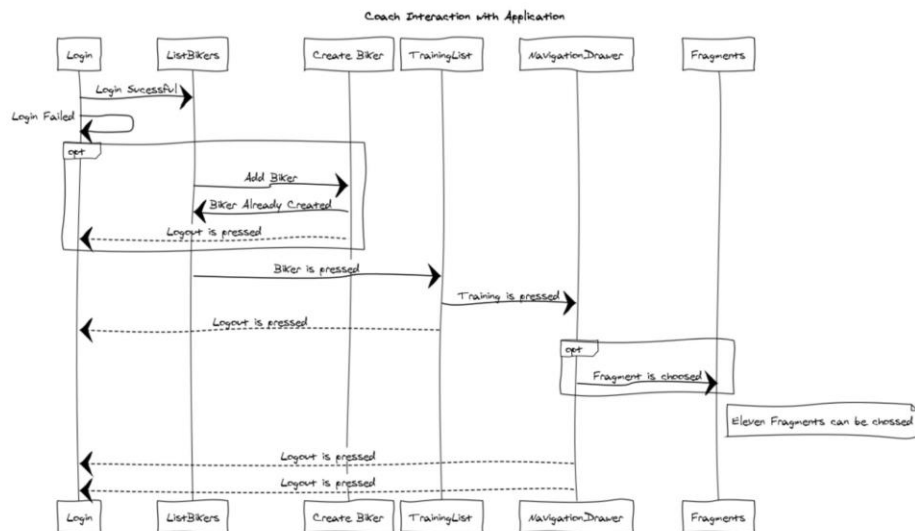 Coach Interaction with Application
Login
ListBikers
Create Biker
TrainingList
NavigationDrawer
Fragments
Login Sucessful
Login Failed
opt
Add Biker
Biker Already Created
Logout is pressed
Biker is pressed
Training is pressed
Logout is pressed
opt
Fragment is choosed
Eleven Fragments can be chossed
Logout is pressed
Logout is pressed
Login
ListBikers
Create Biker
TrainingList
NavigationDrawer
Fragments